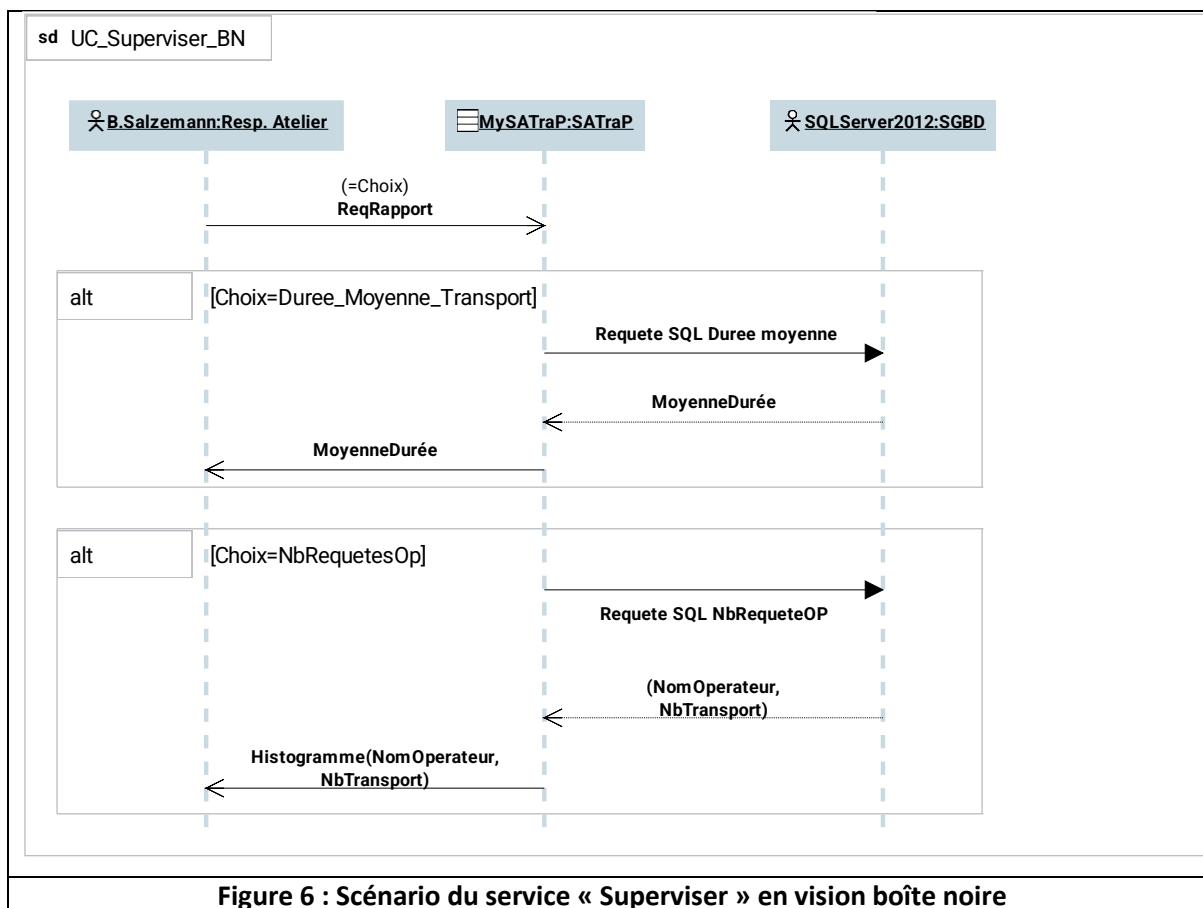 sd UC_Superviser_BN
B.Salzemann:Resp. Atelier
MySATraP:SATraP
SQLServer2012:SGBD
(=Choix)
ReqRapport
alt
[Choix=Duree_Moyenne_Transport]
Requete SQL Duree moyenne
MoyenneDurée
MoyenneDurée
alt
[Choix=NbRequetesOp]
Requete SQL NbRequeteOP
(NomOperateur,
NbTransport)
Histogramme(NomOperateur,
NbTransport)
Figure 6 : Scénario du service « Superviser » en vision boîte noire